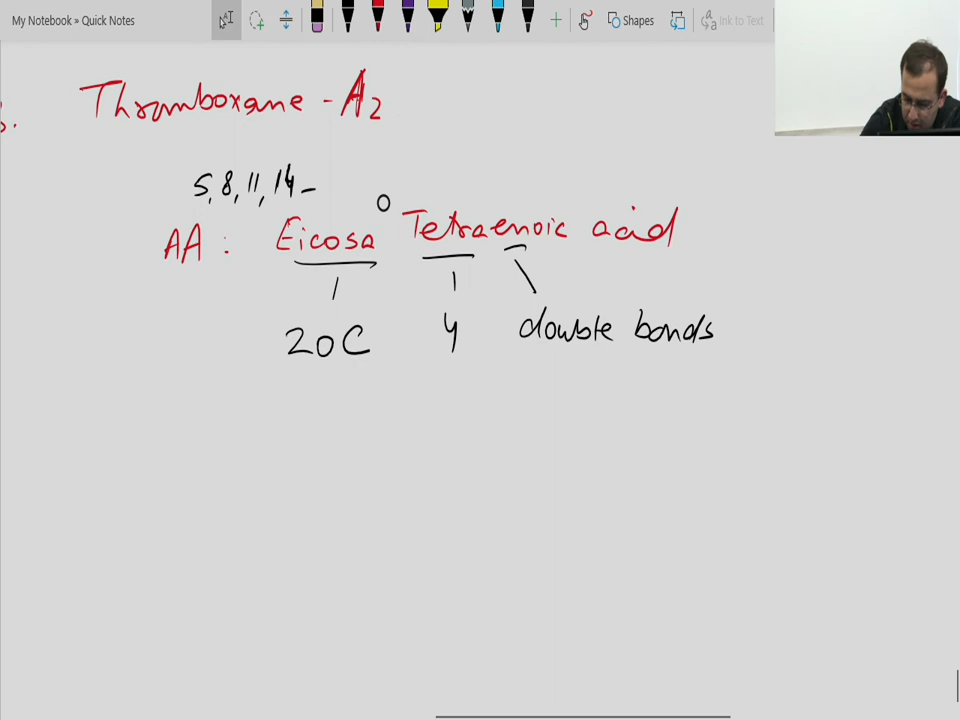 My Notebook » Quick Notes
Shapes
Ink to Text
3. Thromboxane - A2
5, 8, 11, 14 -
AA : Eicosa Tetraenoic acid
20C 4 double bonds